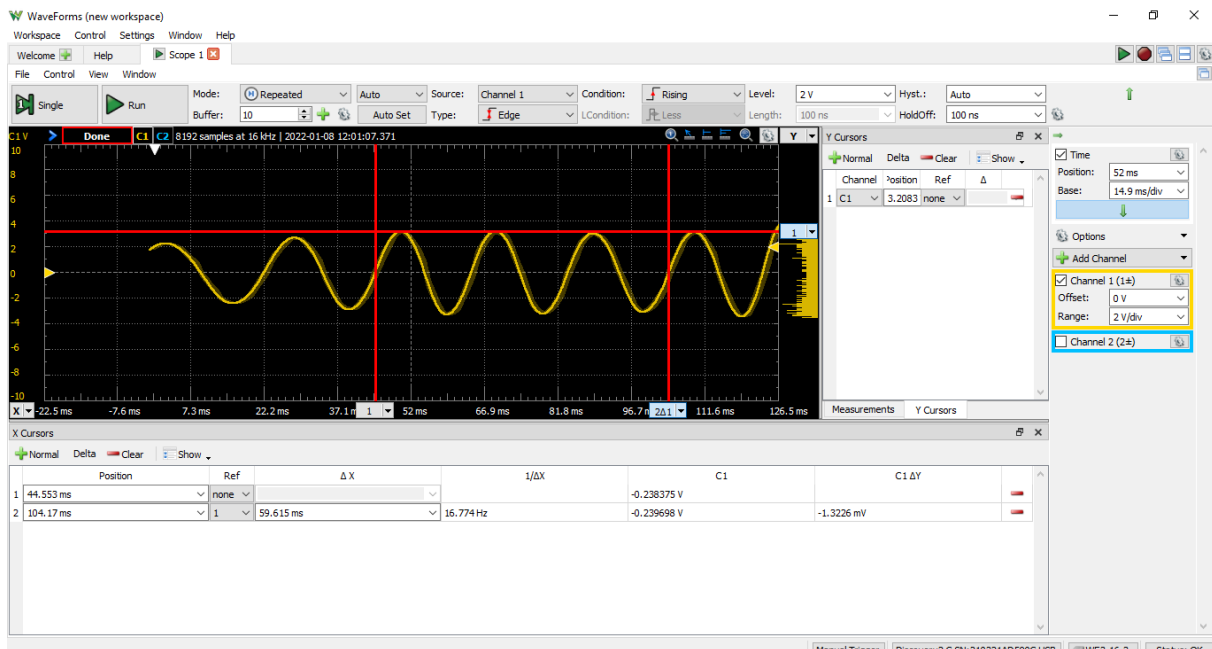 WaveForms (new workspace)
Workspace Control Settings Window Help
Welcome Help Scope 1
File Control View Window
Single Run Mode: Repeated Auto Source: Channel 1 Condition: Rising Level: 2 V Hyst.: Auto
Buffer: 10 Auto Set Type: Edge LCondition: Less Length: 100 ns HoldOff: 100 ns
C1 V Done C1 C2 8192 samples at 16 kHz | 2022-01-08 12:01:07.371 Y
10
8
6
4
2
0
-2
-4
-6
-8
-10
1
X -22.5 ms -7.6 ms 7.3 ms 22.2 ms 37.1 1 52 ms 66.9 ms 81.8 ms 96.7 2Δ1 111.6 ms 126.5 ms
Y Cursors
Normal Delta Clear Show
Channel Position Ref Δ
1 C1 3.2083 none
Measurements Y Cursors
Time
Position: 52 ms
Base: 14.9 ms/div
Options
Add Channel
Channel 1 (1±)
Offset: 0 V
Range: 2 V/div
Channel 2 (2±)
X Cursors
Normal Delta Clear Show
Position Ref Δ X 1/ΔX C1 C1 ΔY
1 44.553 ms none -0.238375 V
2 104.17 ms 1 59.615 ms 16.774 Hz -0.239698 V -1.3226 mV